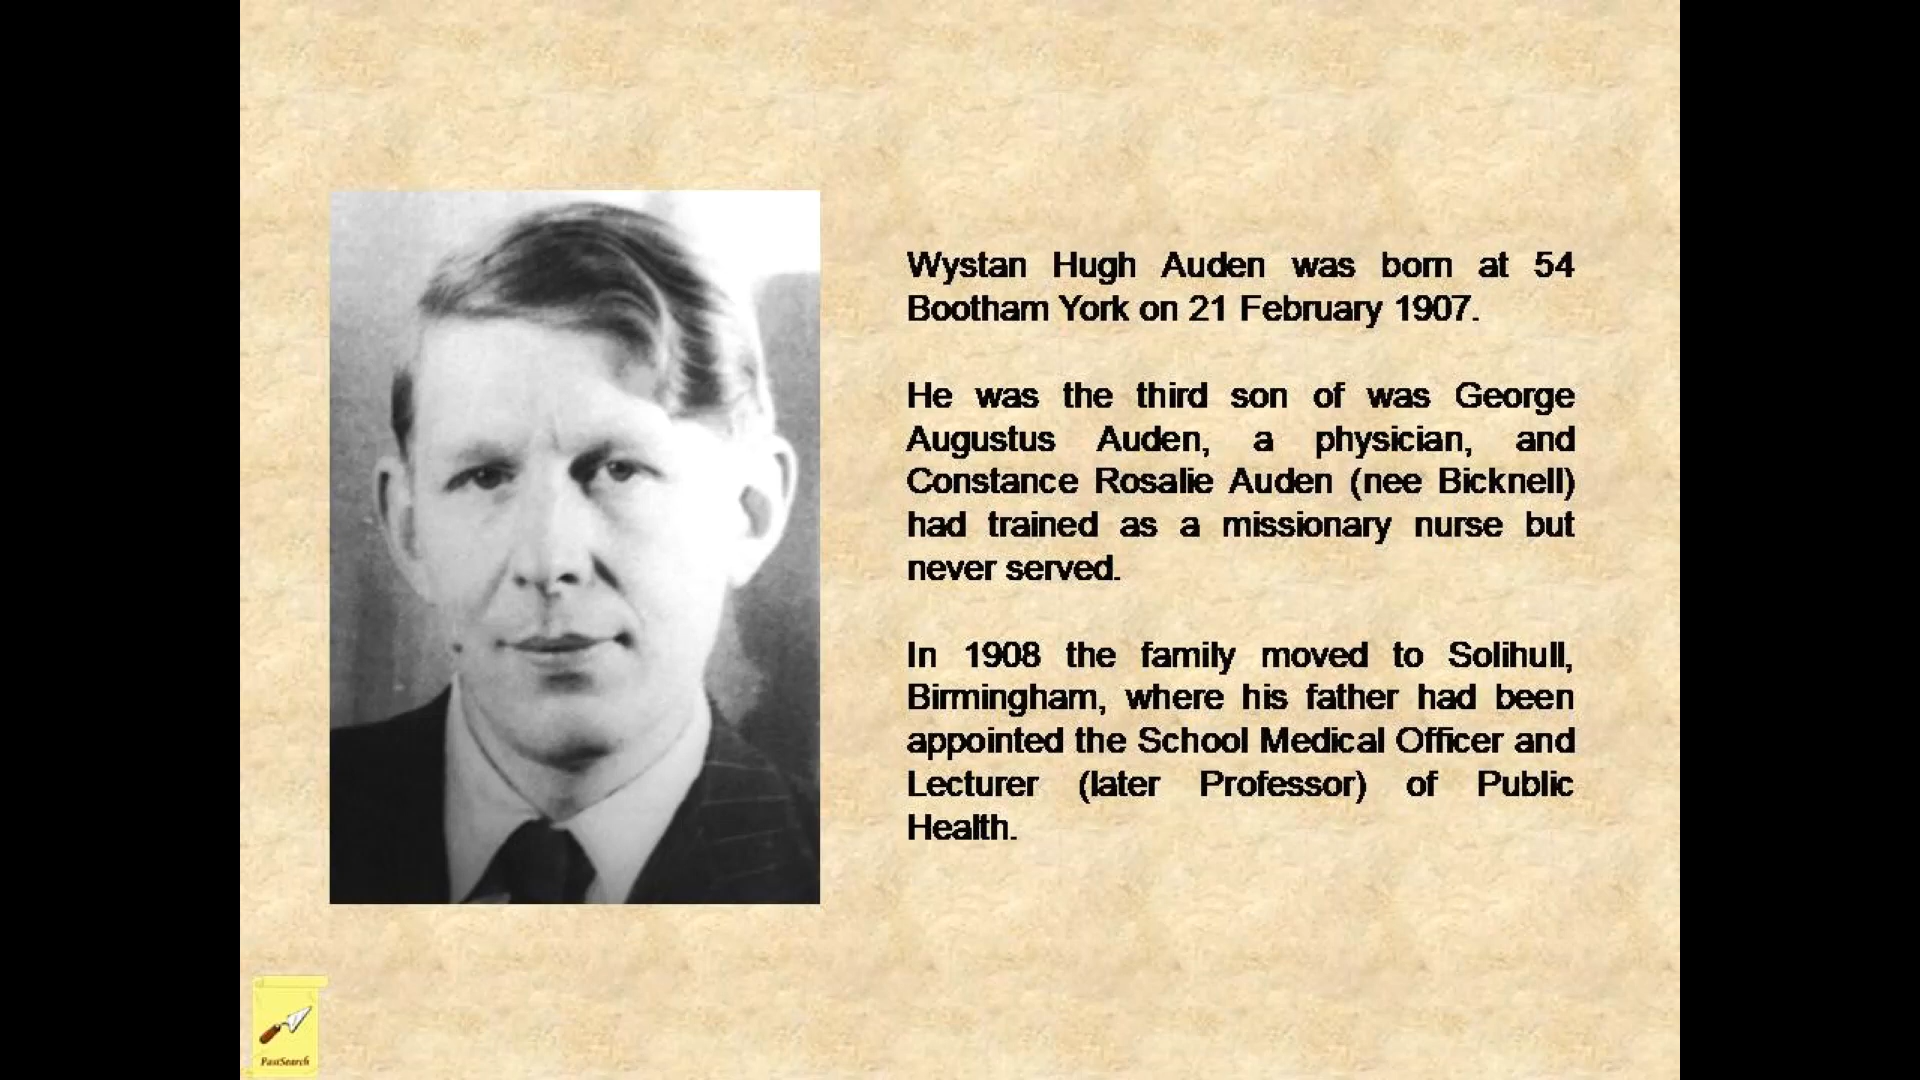 Wystan Hugh Auden was born at 54
Bootham York on 21 February 1907.
He was the third son of was George
Augustus Auden, a physician, and
Constance Rosalie Auden (nee Bicknell)
had trained as a missionary nurse but
never served.
In 1908 the family moved to Solihull,
Birmingham, where his father had been
appointed the School Medical Officer and
Lecturer (later Professor) of Public
Health.
PastSearch